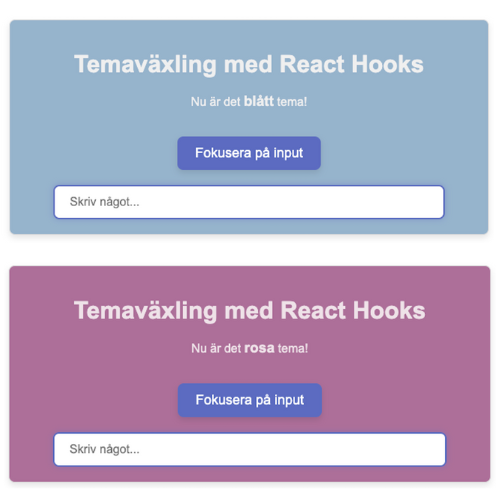 Temaväxling med React Hooks
Nu är det blått tema!
Fokusera på input
Skriv något...
Temaväxling med React Hooks
Nu är det rosa tema!
Fokusera på input
Skriv något...